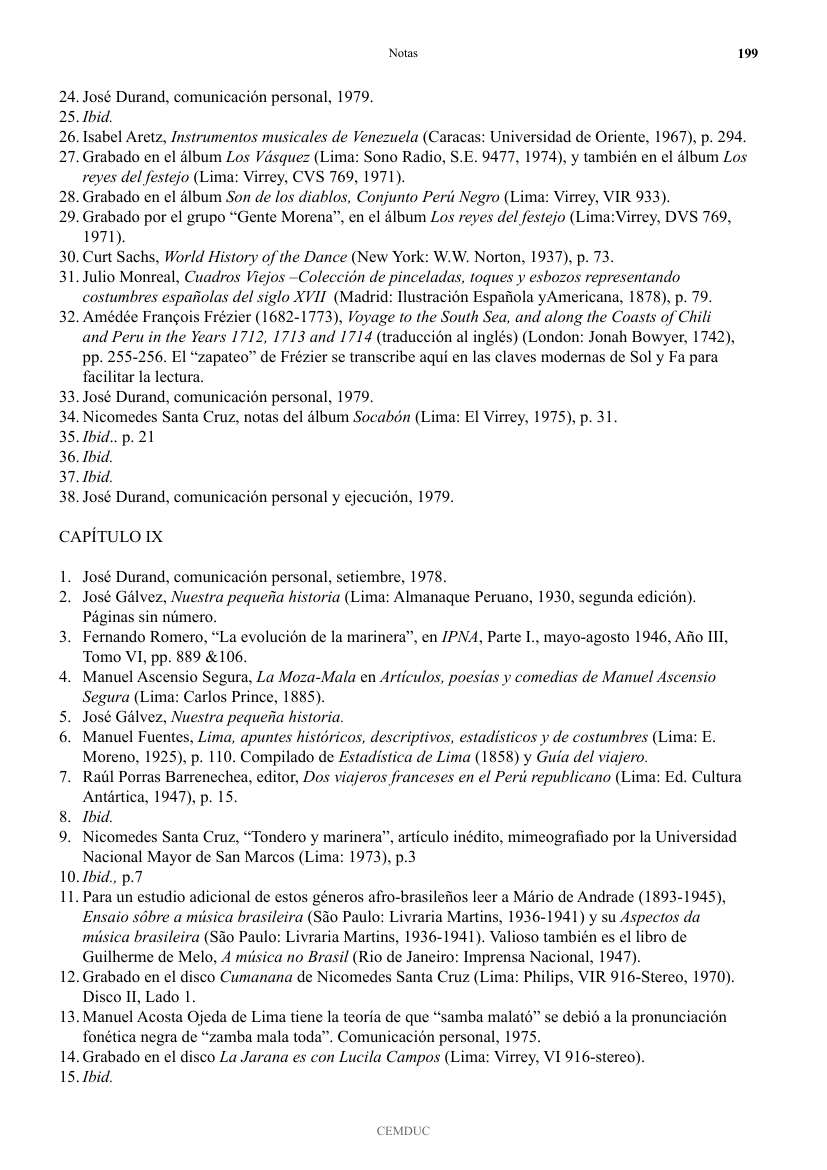 Notas
199
24. José Durand, comunicación personal, 1979.
25. Ibid.
26. Isabel Aretz, Instrumentos musicales de Venezuela (Caracas: Universidad de Oriente, 1967), p. 294.
27. Grabado en el álbum Los Vásquez (Lima: Sono Radio, S.E. 9477, 1974), y también en el álbum Los
reyes del festejo (Lima: Virrey, CVS 769, 1971).
28. Grabado en el álbum Son de los diablos, Conjunto Perú Negro (Lima: Virrey, VIR 933).
29. Grabado por el grupo “Gente Morena”, en el álbum Los reyes del festejo (Lima:Virrey, DVS 769,
1971).
30. Curt Sachs, World History of the Dance (New York: W.W. Norton, 1937), p. 73.
31. Julio Monreal, Cuadros Viejos –Colección de pinceladas, toques y esbozos representando
costumbres españolas del siglo XVII (Madrid: Ilustración Española yAmericana, 1878), p. 79.
32. Amédée François Frézier (1682-1773), Voyage to the South Sea, and along the Coasts of Chili
and Peru in the Years 1712, 1713 and 1714 (traducción al inglés) (London: Jonah Bowyer, 1742),
pp. 255-256. El “zapateo” de Frézier se transcribe aquí en las claves modernas de Sol y Fa para
facilitar la lectura.
33. José Durand, comunicación personal, 1979.
34. Nicomedes Santa Cruz, notas del álbum Socabón (Lima: El Virrey, 1975), p. 31.
35. Ibid.. p. 21
36. Ibid.
37. Ibid.
38. José Durand, comunicación personal y ejecución, 1979.
CAPÍTULO IX
1. José Durand, comunicación personal, setiembre, 1978.
2. José Gálvez, Nuestra pequeña historia (Lima: Almanaque Peruano, 1930, segunda edición).
Páginas sin número.
3. Fernando Romero, “La evolución de la marinera”, en IPNA, Parte I., mayo-agosto 1946, Año III,
Tomo VI, pp. 889 &106.
4. Manuel Ascensio Segura, La Moza-Mala en Artículos, poesías y comedias de Manuel Ascensio
Segura (Lima: Carlos Prince, 1885).
5. José Gálvez, Nuestra pequeña historia.
6. Manuel Fuentes, Lima, apuntes históricos, descriptivos, estadísticos y de costumbres (Lima: E.
Moreno, 1925), p. 110. Compilado de Estadística de Lima (1858) y Guía del viajero.
7. Raúl Porras Barrenechea, editor, Dos viajeros franceses en el Perú republicano (Lima: Ed. Cultura
Antártica, 1947), p. 15.
8. Ibid.
9. Nicomedes Santa Cruz, “Tondero y marinera”, artículo inédito, mimeografiado por la Universidad
Nacional Mayor de San Marcos (Lima: 1973), p.3
10. Ibid., p.7
11. Para un estudio adicional de estos géneros afro-brasileños leer a Mário de Andrade (1893-1945),
Ensaio sôbre a música brasileira (São Paulo: Livraria Martins, 1936-1941) y su Aspectos da
música brasileira (São Paulo: Livraria Martins, 1936-1941). Valioso también es el libro de
Guilherme de Melo, A música no Brasil (Rio de Janeiro: Imprensa Nacional, 1947).
12. Grabado en el disco Cumanana de Nicomedes Santa Cruz (Lima: Philips, VIR 916-Stereo, 1970).
Disco II, Lado 1.
13. Manuel Acosta Ojeda de Lima tiene la teoría de que “samba malató” se debió a la pronunciación
fonética negra de “zamba mala toda”. Comunicación personal, 1975.
14. Grabado en el disco La Jarana es con Lucila Campos (Lima: Virrey, VI 916-stereo).
15. Ibid.
CEMDUC